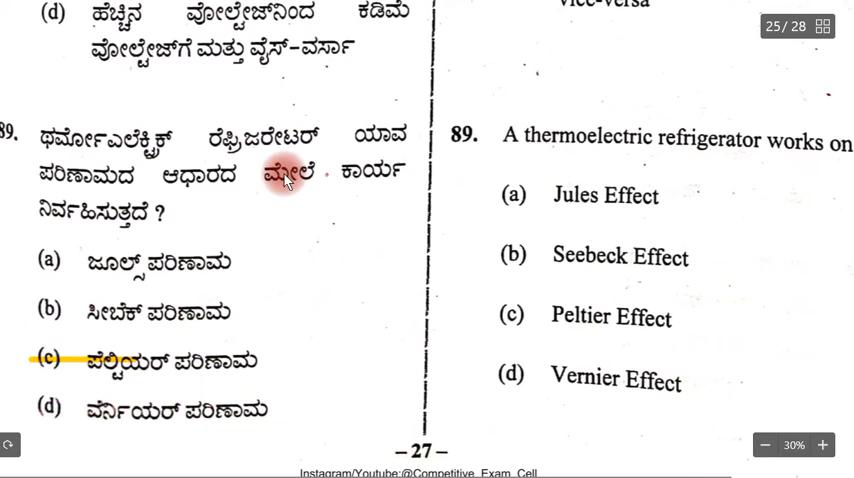 (d) ಹೆಚ್ಚಿನ ವೋಲ್ಟೇಜ್‌ನಿಂದ ಕಡಿಮೆ
ವೋಲ್ಟೇಜ್‌ಗೆ ಮತ್ತು ವೈಸ್-ವರ್ಸಾ
89. ಥರ್ಮೋಎಲೆಕ್ಟ್ರಿಕ್ ರೆಫ್ರಿಜರೇಟರ್ ಯಾವ
ಪರಿಣಾಮದ ಆಧಾರದ ಮೇಲೆ ಕಾರ್ಯ
ನಿರ್ವಹಿಸುತ್ತದೆ ?
(a) ಜೂಲ್ಸ್ ಪರಿಣಾಮ
(b) ಸೀಬೆಕ್ ಪರಿಣಾಮ
(c) ಪೆಲ್ಟಿಯರ್ ಪರಿಣಾಮ
(d) ವೆರ್ನಿಯರ್ ಪರಿಣಾಮ
vice-versa
25 / 28
89. A thermoelectric refrigerator works on
(a) Jules Effect
(b) Seebeck Effect
(c) Peltier Effect
(d) Vernier Effect
30%
– 27 –
Instagram/Youtube:@Competitive_Exam_Cell